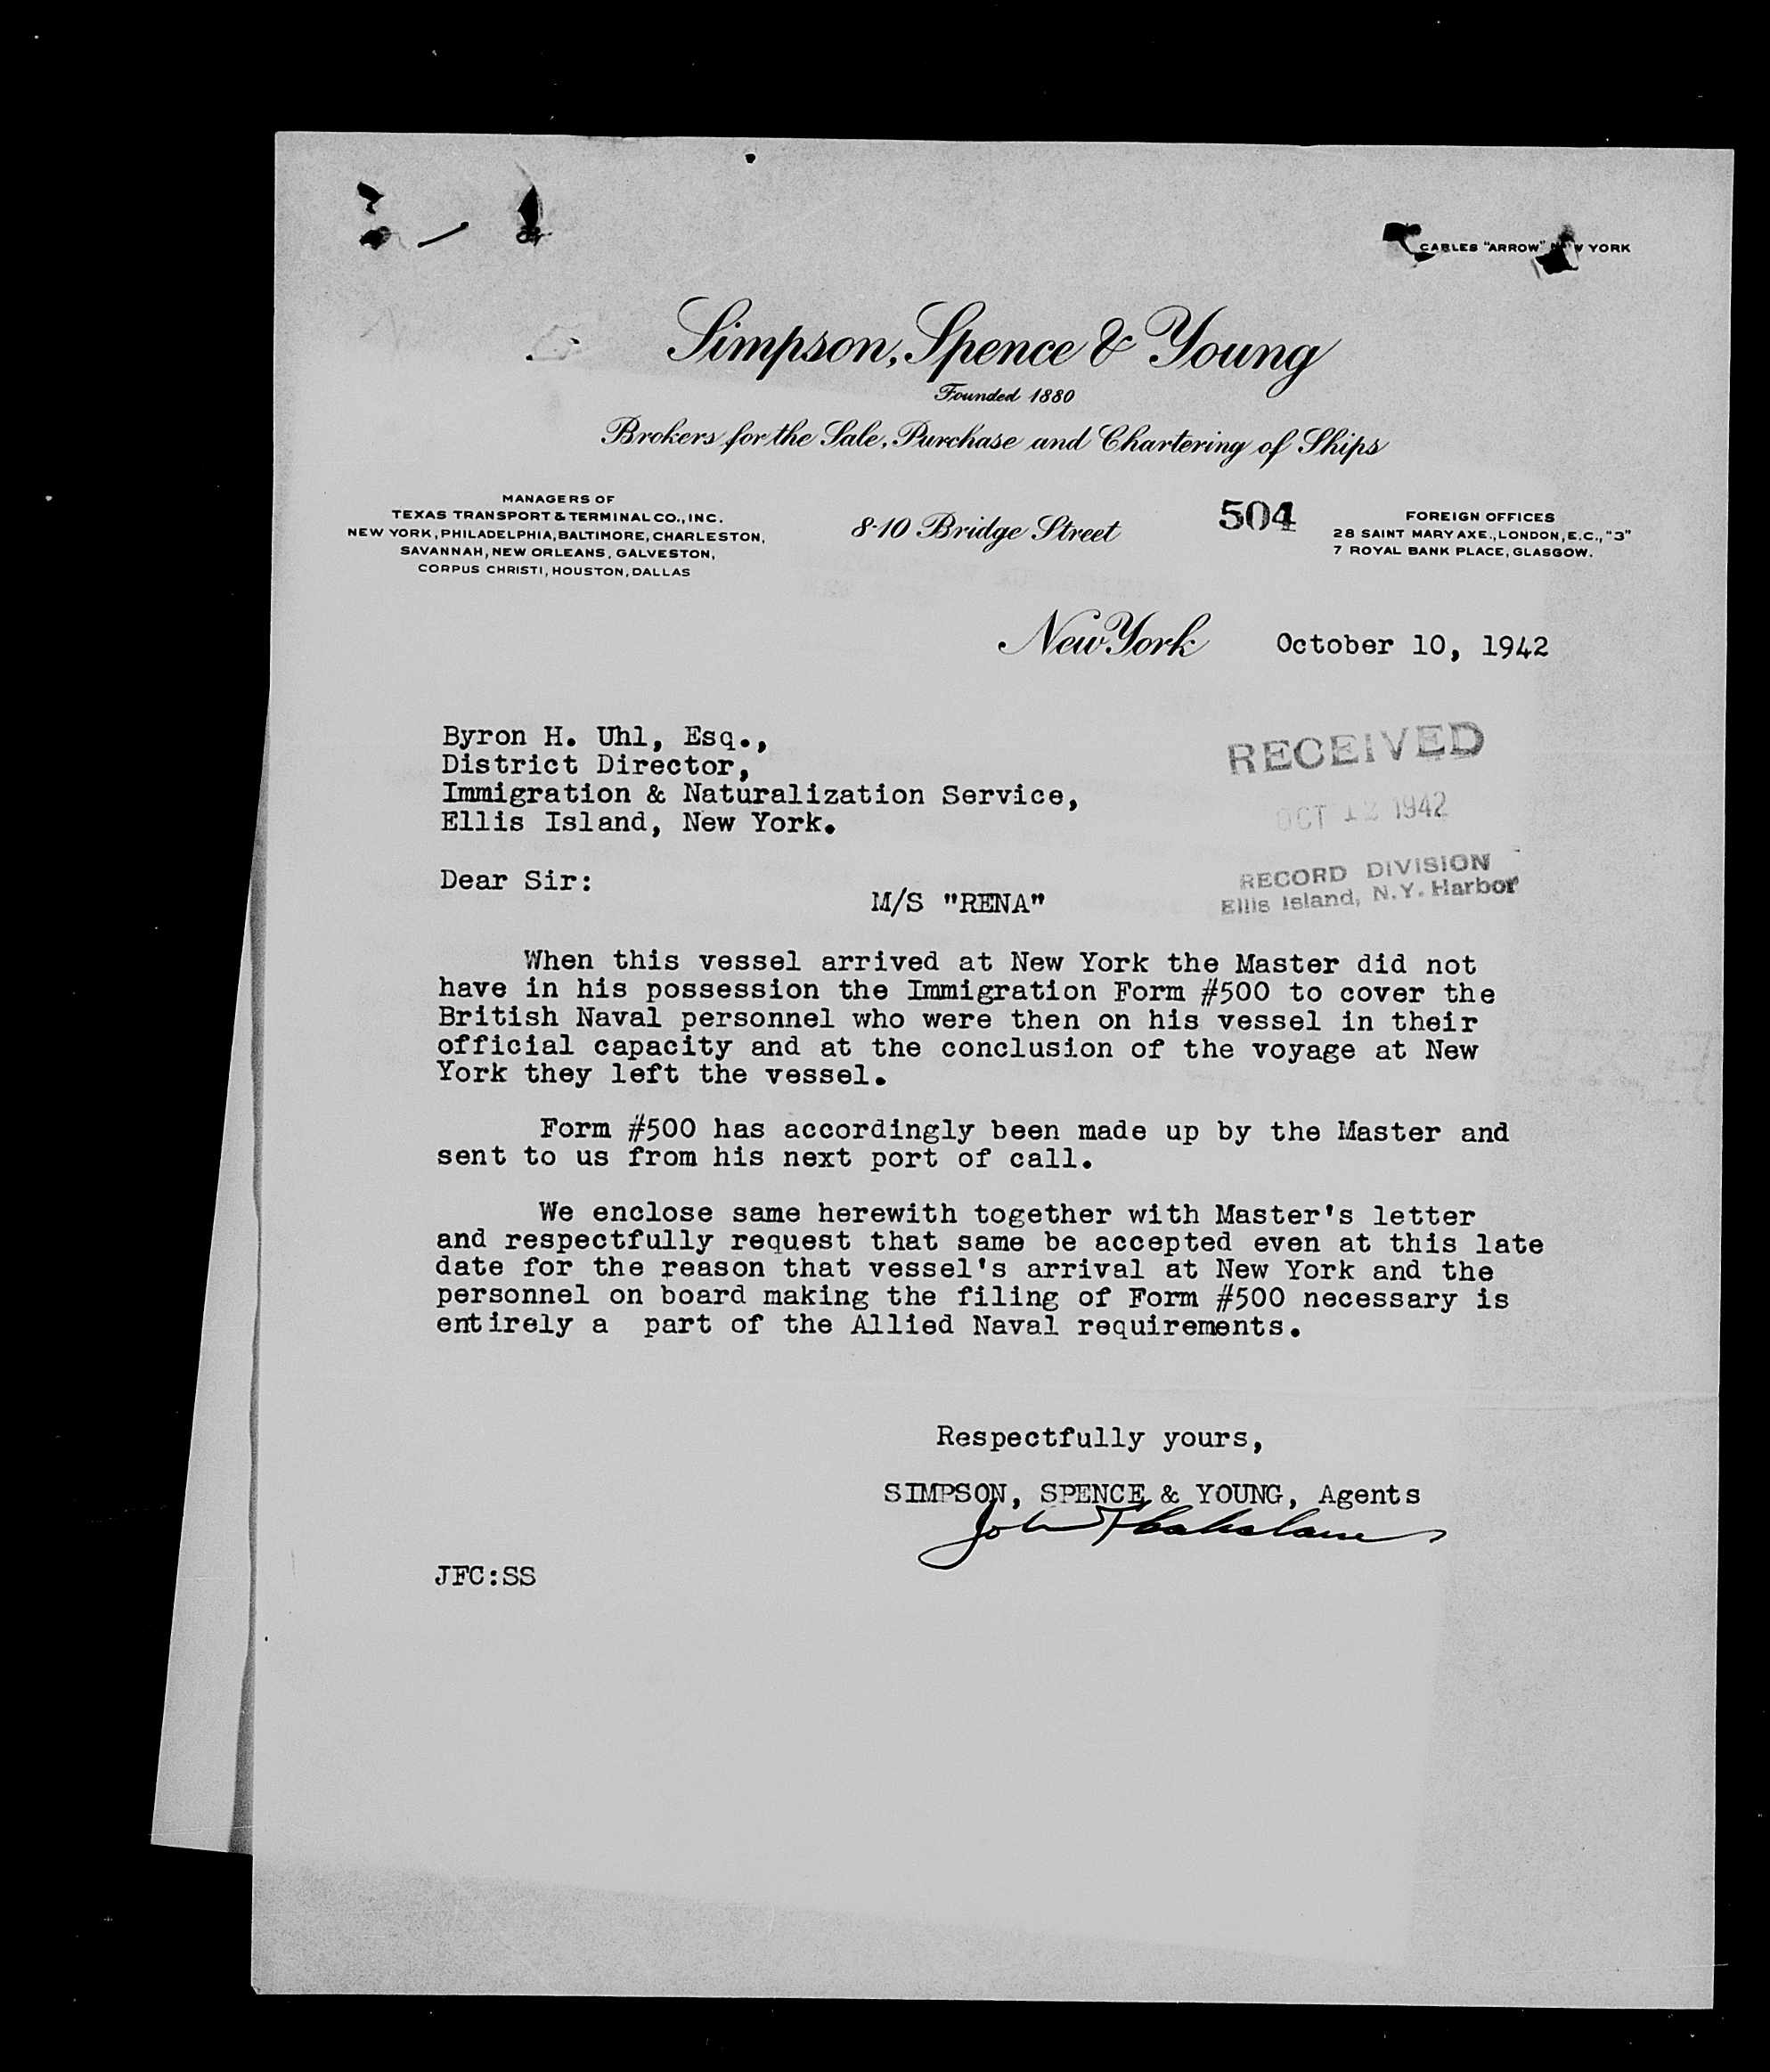 CABLES "ARROW" NEW YORK
Simpson, Spence & Young
Founded 1880
Brokers for the Sale, Purchase and Chartering of Ships
MANAGERS OF
TEXAS TRANSPORT & TERMINAL CO., INC.
NEW YORK, PHILADELPHIA, BALTIMORE, CHARLESTON,
SAVANNAH, NEW ORLEANS, GALVESTON,
CORPUS CHRISTI, HOUSTON, DALLAS
8-10 Bridge Street
504
FOREIGN OFFICES
28 SAINT MARY AXE., LONDON, E.C., "3"
7 ROYAL BANK PLACE, GLASGOW.
New York October 10, 1942
Byron H. Uhl, Esq.,
District Director,
Immigration & Naturalization Service,
Ellis Island, New York.
RECEIVED
OCT 12 1942
RECORD DIVISION
Ellis Island, N.Y. Harbor
Dear Sir:
M/S "RENA"
When this vessel arrived at New York the Master did not
have in his possession the Immigration Form #500 to cover the
British Naval personnel who were then on his vessel in their
official capacity and at the conclusion of the voyage at New
York they left the vessel.
Form #500 has accordingly been made up by the Master and
sent to us from his next port of call.
We enclose same herewith together with Master's letter
and respectfully request that same be accepted even at this late
date for the reason that vessel's arrival at New York and the
personnel on board making the filing of Form #500 necessary is
entirely a part of the Allied Naval requirements.
Respectfully yours,
SIMPSON, SPENCE & YOUNG, Agents
John F
JFC:SS